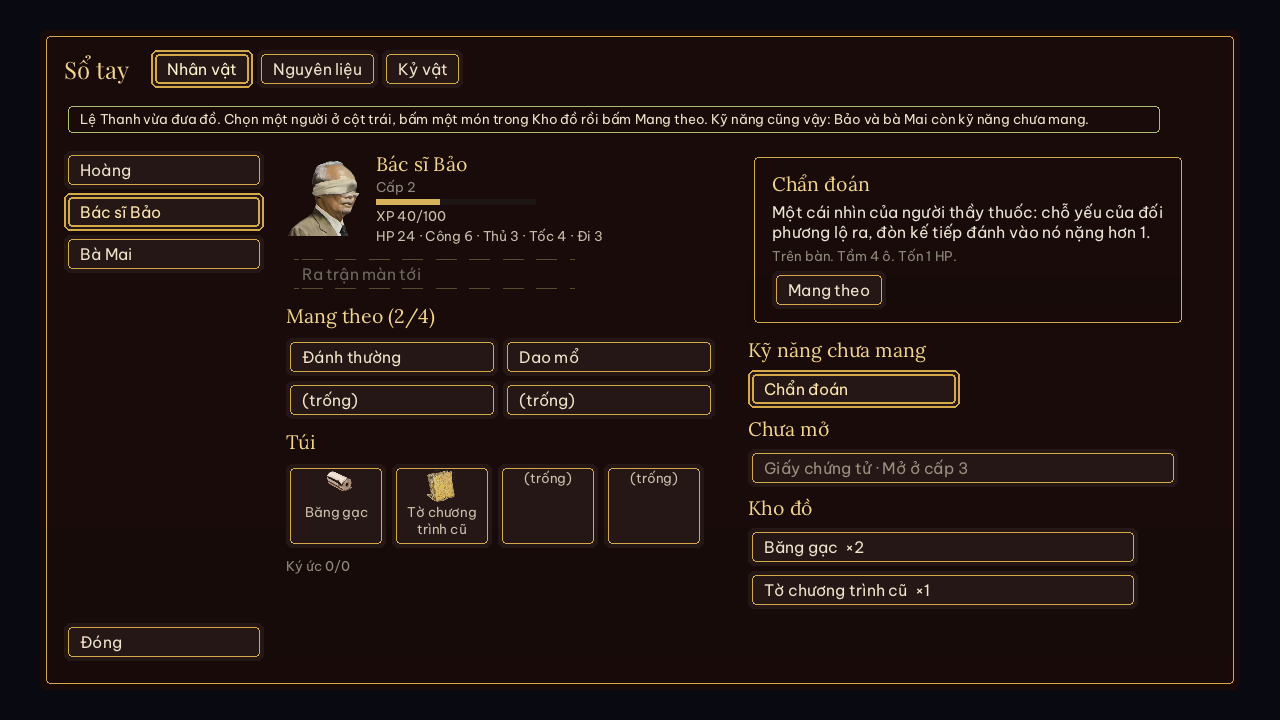 Sổ tay
Nhân vật
Nguyên liệu
Kỷ vật
Lệ Thanh vừa đưa đồ. Chọn một người ở cột trái, bấm một món trong Kho đồ rồi bấm Mang theo. Kỹ năng cũng vậy: Bảo và bà Mai còn kỹ năng chưa mang.
Hoàng
Bác sĩ Bảo
Bà Mai
Đóng
Bác sĩ Bảo
Cấp 2
XP 40/100
HP 24 · Công 6 · Thủ 3 · Tốc 4 · Đi 3
Ra trận màn tới
Mang theo (2/4)
Đánh thường
Dao mổ
(trống)
(trống)
Túi
Băng gạc
Tờ chương
trình cũ
(trống)
(trống)
Ký ức 0/0
Chẩn đoán
Một cái nhìn của người thầy thuốc: chỗ yếu của đối
phương lộ ra, đòn kế tiếp đánh vào nó nặng hơn 1.
Trên bàn. Tầm 4 ô. Tốn 1 HP.
Mang theo
Kỹ năng chưa mang
Chẩn đoán
Chưa mở
Giấy chứng tử · Mở ở cấp 3
Kho đồ
Băng gạc ×2
Tờ chương trình cũ ×1